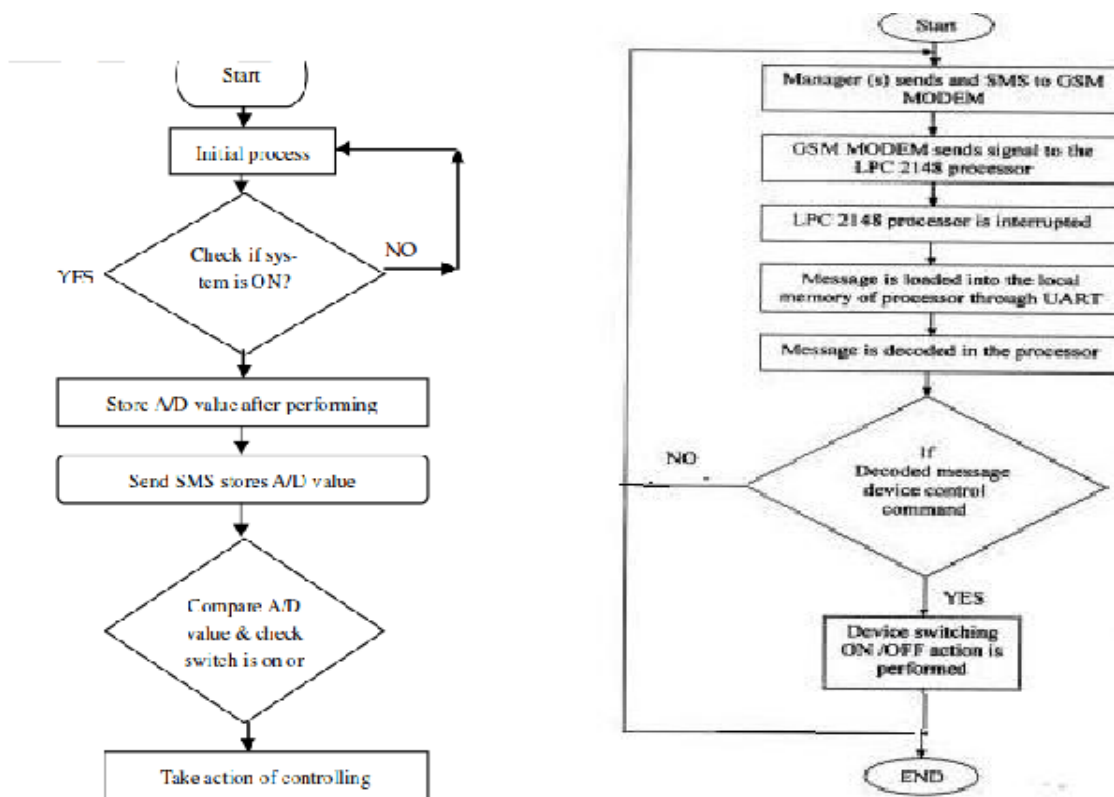 Start
Initial process
Check if sys-
tem is ON?
YES
NO
Store A/D value after performing
Send SMS stores A/D value
Compare A/D
value & check
switch is on or
Take action of controlling
Start
Manager (s) sends and SMS to GSM
MODEM
GSM MODEM sends signal to the
LPC 2148 processor
LPC 2148 processor is interrupted
Message is loaded into the local
memory of processor through UART
Message is decoded in the processor
NO
If
Decoded message
device control
command
YES
Device switching
ON /OFF action is
performed
END